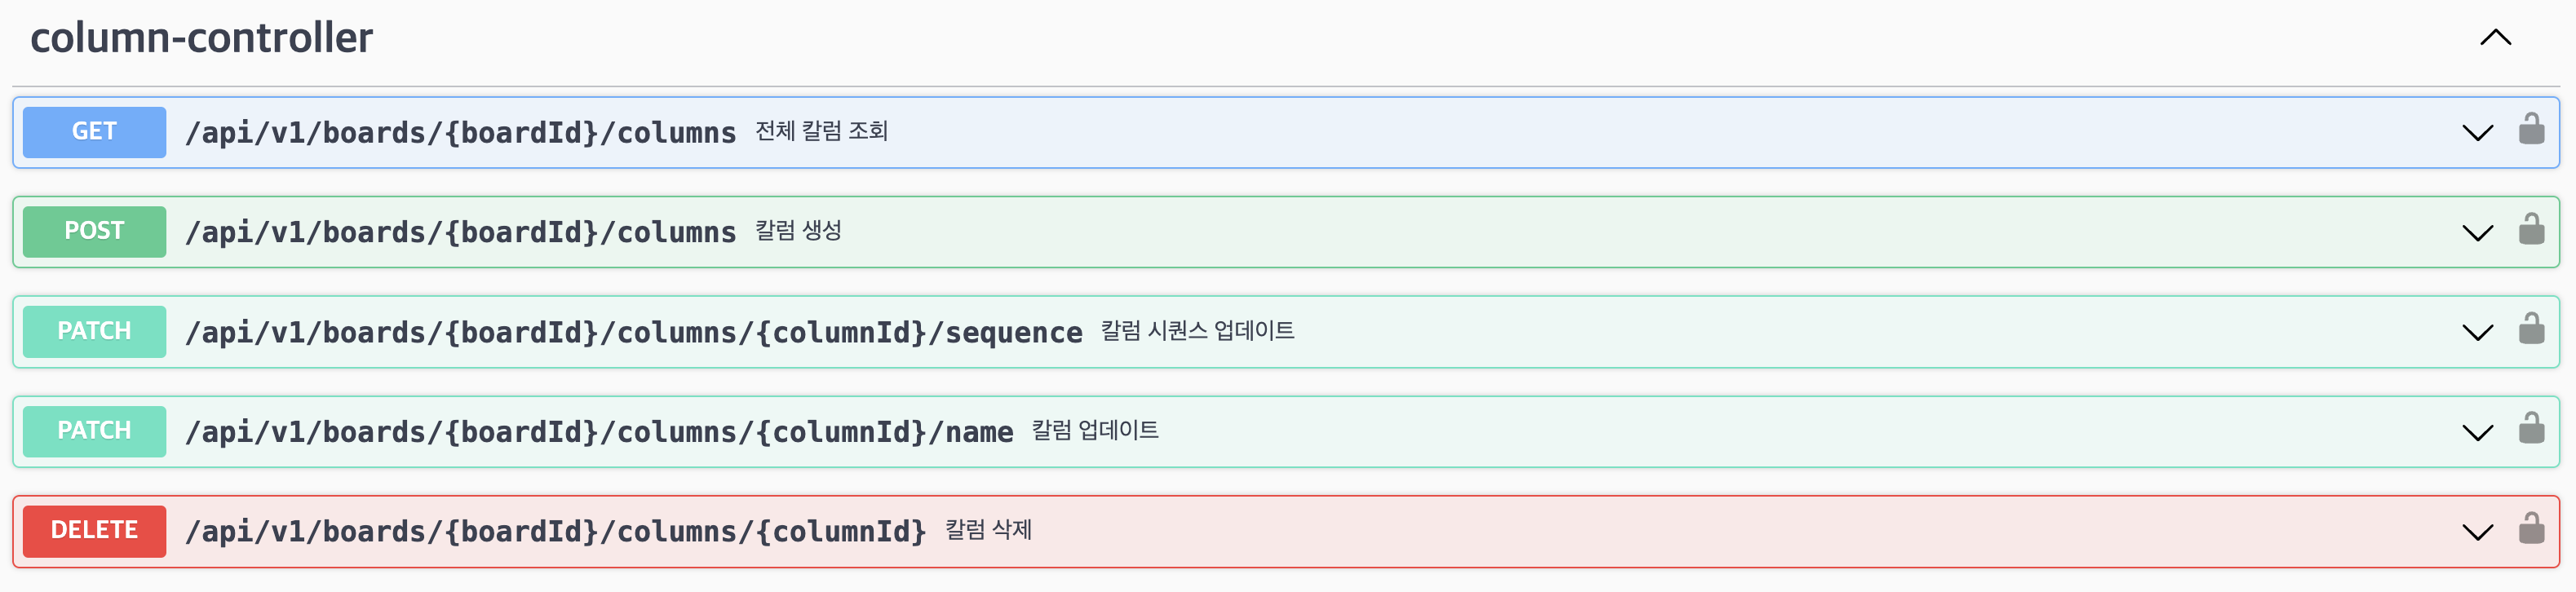 column-controller
GET /api/v1/boards/{boardId}/columns 전체 칼럼 조회
POST /api/v1/boards/{boardId}/columns 칼럼 생성
PATCH /api/v1/boards/{boardId}/columns/{columnId}/sequence 칼럼 시퀀스 업데이트
PATCH /api/v1/boards/{boardId}/columns/{columnId}/name 칼럼 업데이트
DELETE /api/v1/boards/{boardId}/columns/{columnId} 칼럼 삭제